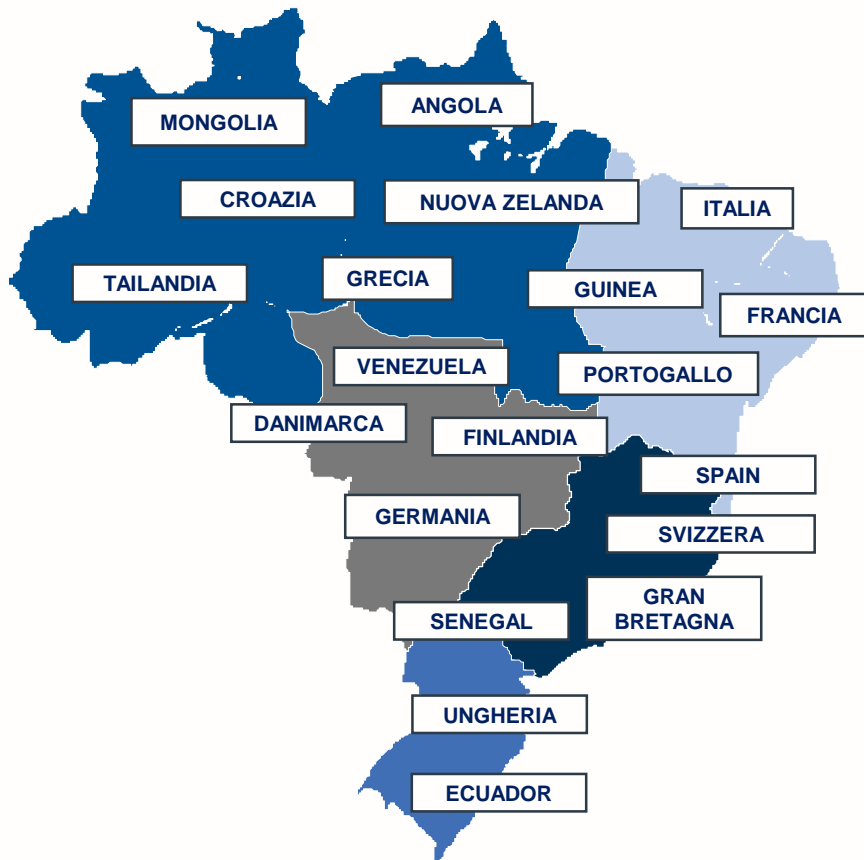 ANGOLA
MONGOLIA
CROAZIA
NUOVA ZELANDA
ITALIA
TAILANDIA
GRECIA
GUINEA
FRANCIA
VENEZUELA
PORTOGALLO
DANIMARCA
FINLANDIA
SPAIN
GERMANIA
SVIZZERA
SENEGAL
GRAN
BRETAGNA
UNGHERIA
ECUADOR